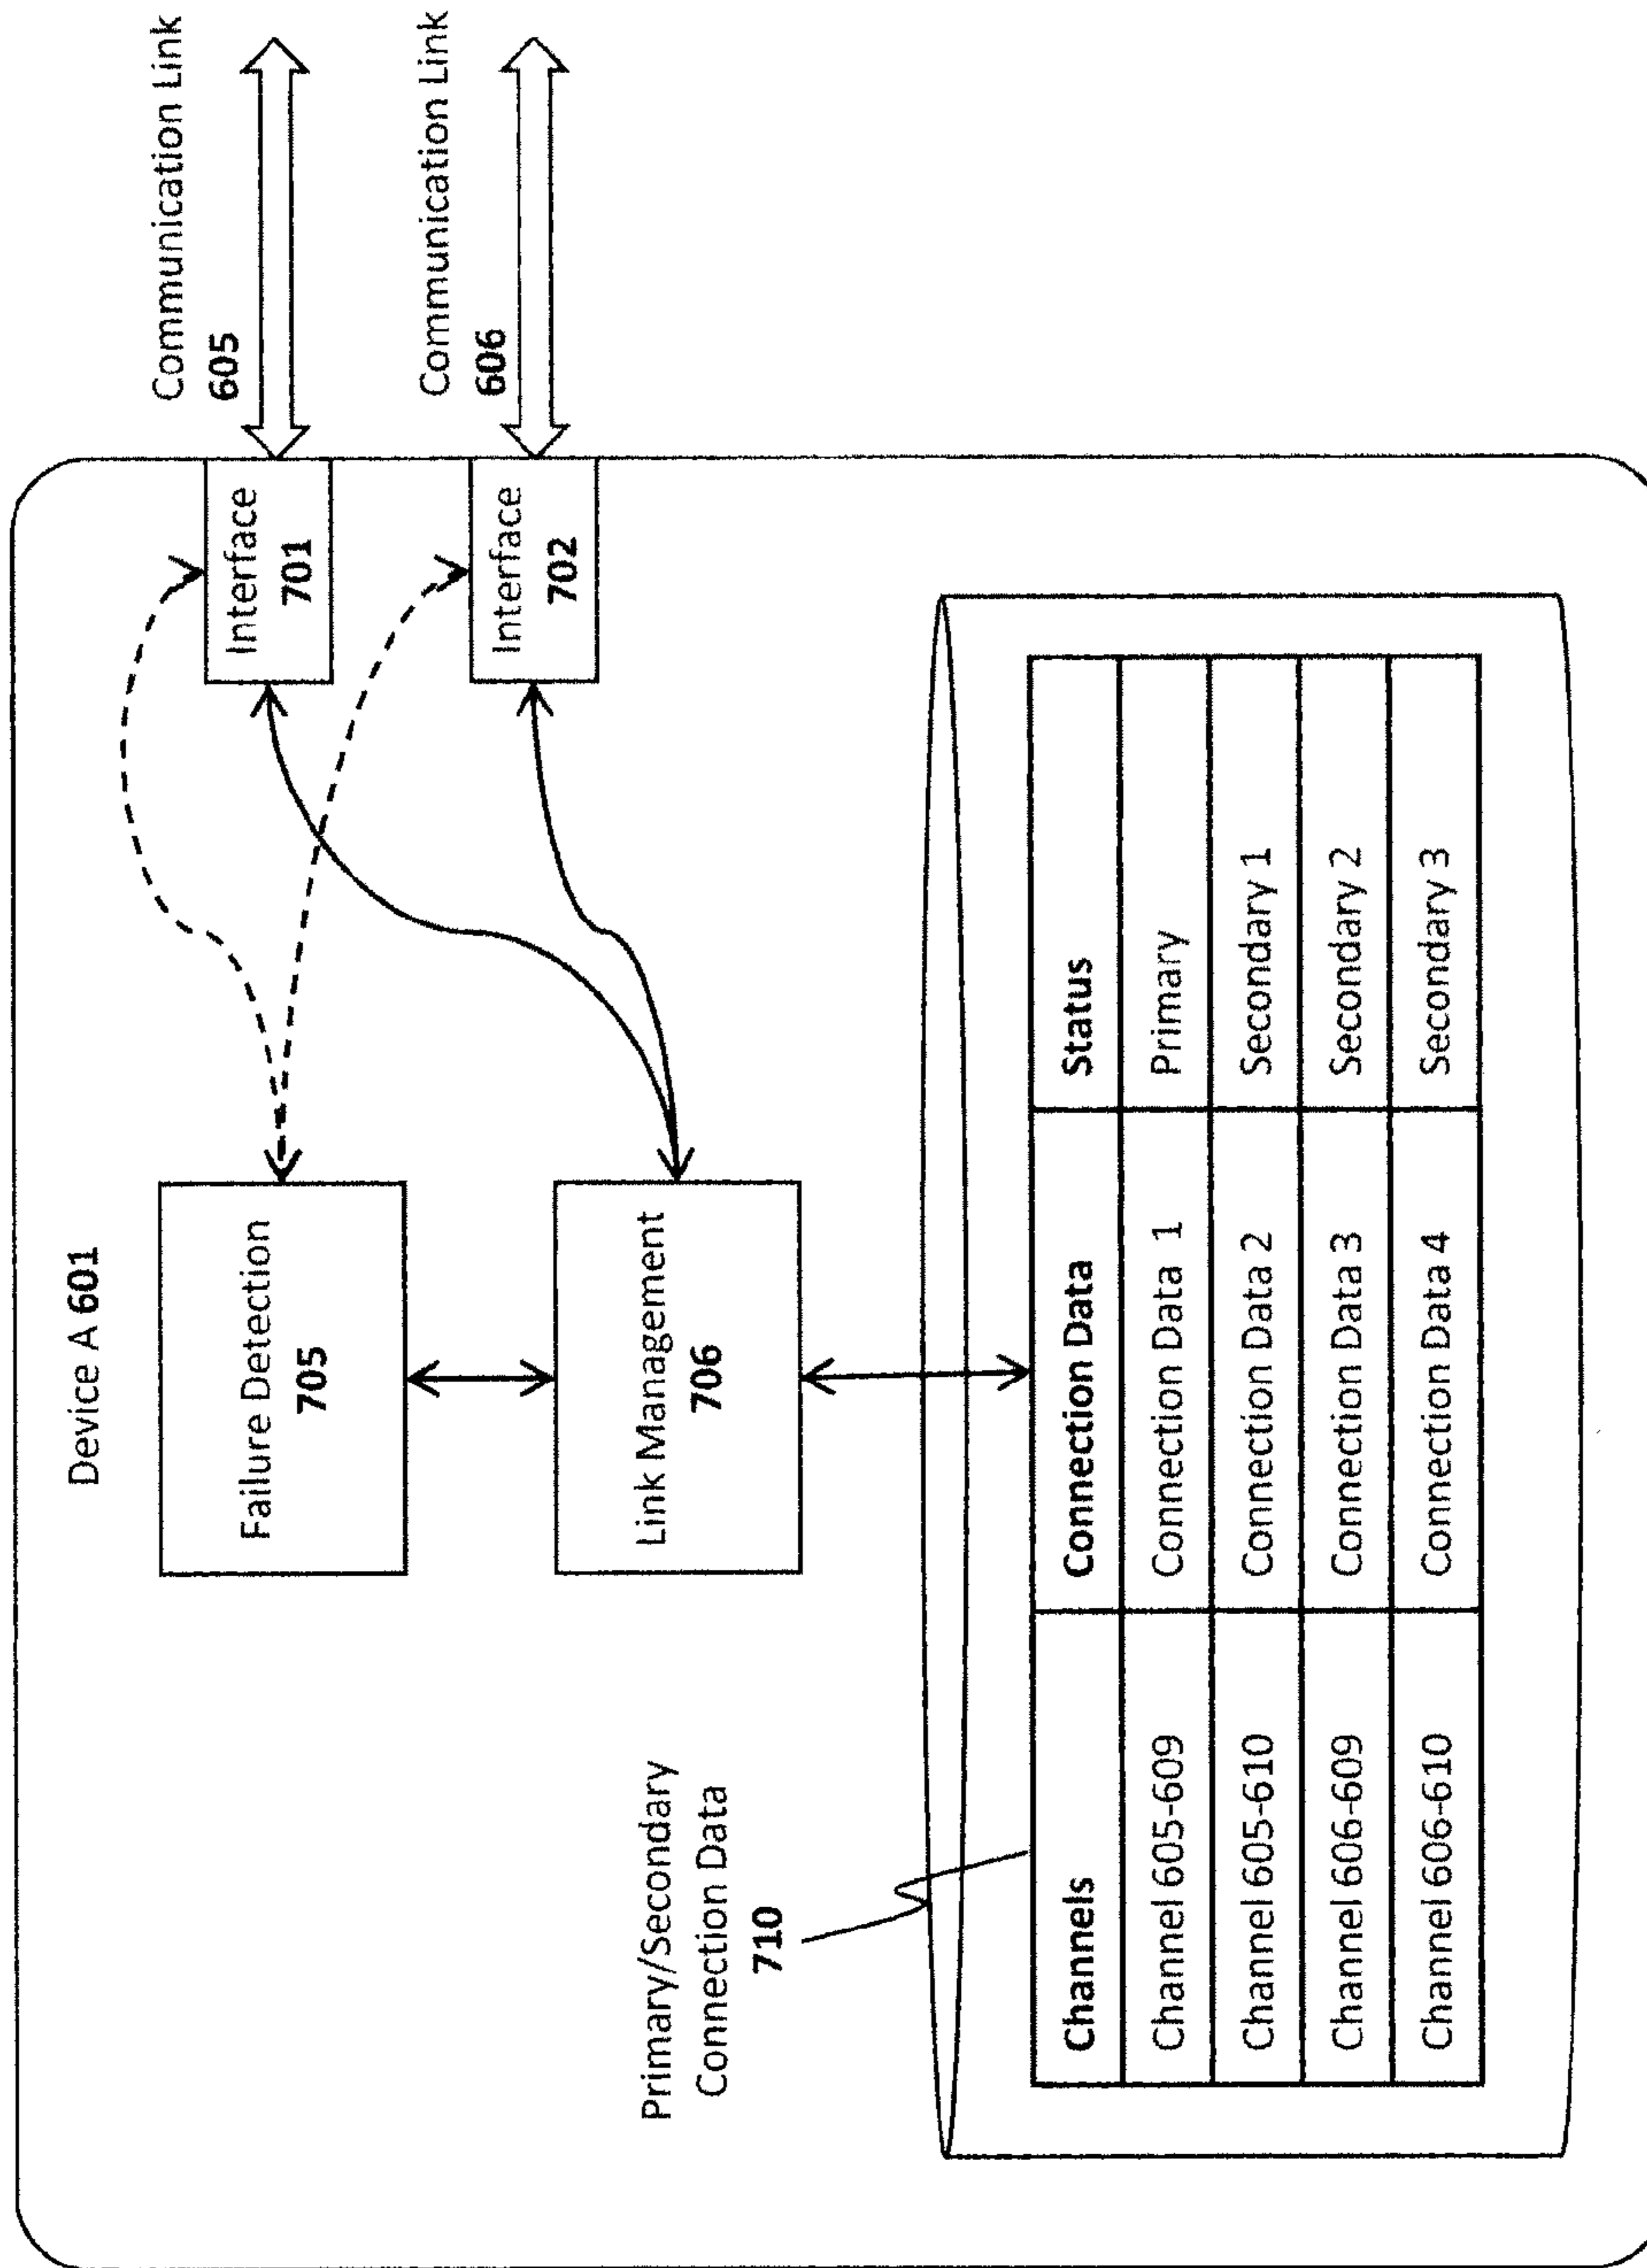 Device A 601
Communication Link
605
Communication Link
606
Failure Detection
705
Interface
701
Link Management
706
Interface
702
Primary/Secondary
Connection Data
710
Channels Connection Data Status
Channel 605-609 Connection Data 1 Primary
Channel 605-610 Connection Data 2 Secondary 1
Channel 606-609 Connection Data 3 Secondary 2
Channel 606-610 Connection Data 4 Secondary 3